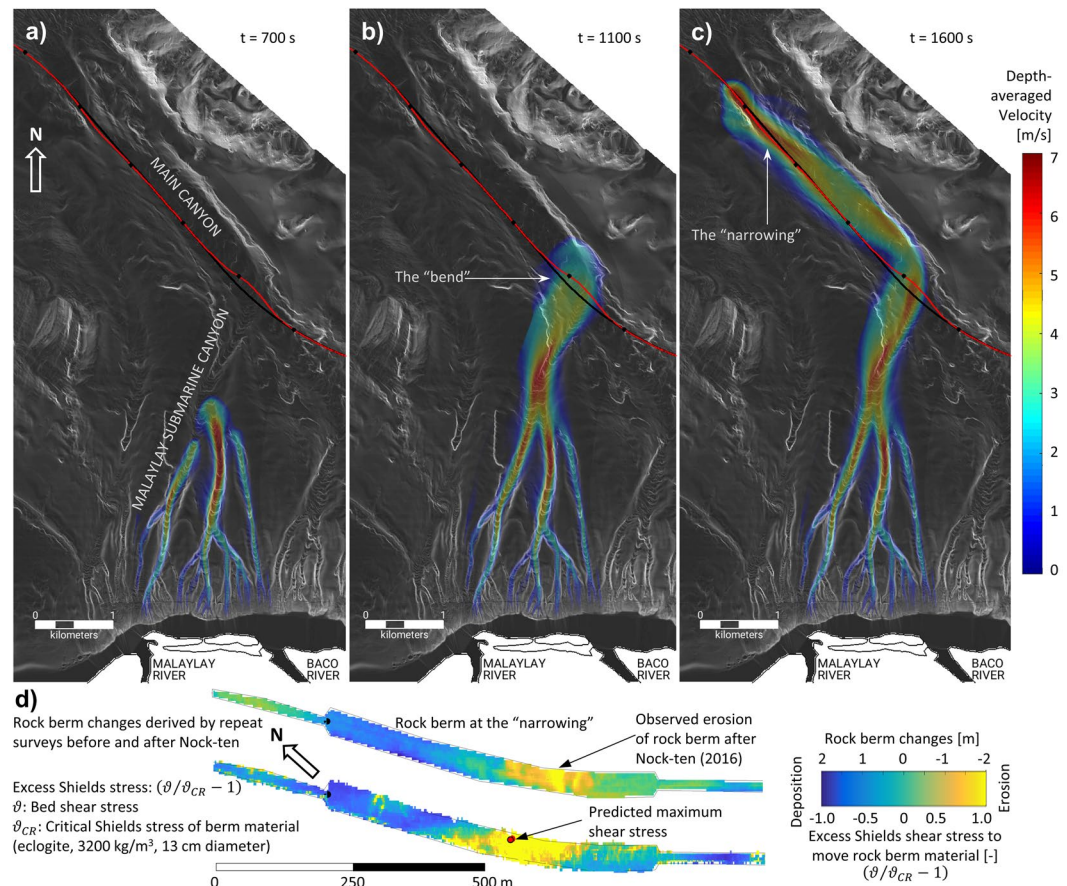 a)
t = 700 s
N
MAIN CANYON
MALAYLAY SUBMARINE CANYON
0 1
kilometers
MALAYLAY
RIVER
BACO
RIVER
b)
t = 1100 s
The “bend”
0 1
kilometers
MALAYLAY
RIVER
BACO
RIVER
c)
t = 1600 s
The “narrowing”
0 1
kilometers
MALAYLAY
RIVER
BACO
RIVER
Depth-
averaged
Velocity
[m/s]
7
6
5
4
3
2
1
0
d)
Rock berm changes derived by repeat
surveys before and after Nock-ten
N
Excess Shields stress: (𝜗/𝜗𝐶𝑅 − 1)
𝜗: Bed shear stress
𝜗𝐶𝑅: Critical Shields stress of berm material
(eclogite, 3200 kg/m³, 13 cm diameter)
Rock berm at the “narrowing”
Observed erosion
of rock berm after
Nock-ten (2016)
Predicted maximum
shear stress
0 250 500 m
Rock berm changes [m]
2 1 0 -1 -2
Deposition
Erosion
-1.0 -0.5 0 0.5 1.0
Excess Shields shear stress to
move rock berm material [-]
(𝜗/𝜗𝐶𝑅 − 1)